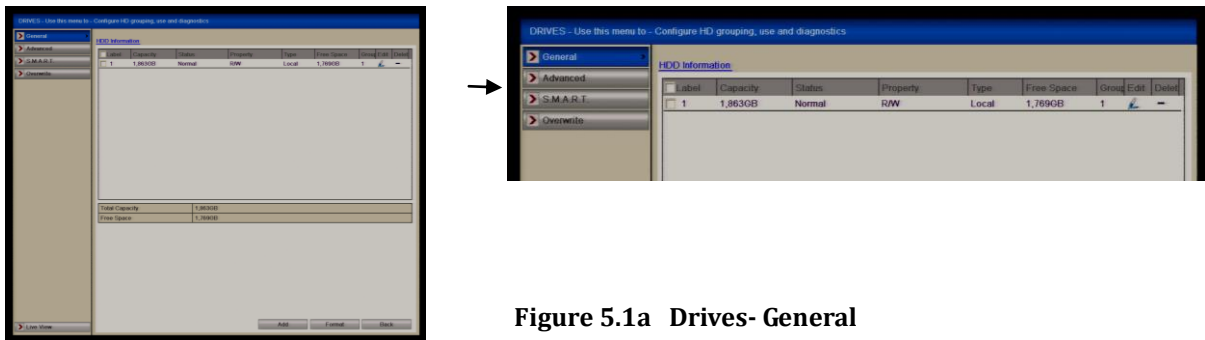 DRIVES - Use this menu to - Configure HD grouping, use and diagnostics
General
Advanced
S.M.A.R.T.
Overwrite
HDD Information
Label Capacity Status Property Type Free Space Group Edit Delet
1 1,863GB Normal R/W Local 1,769GB 1
Total Capacity 1,863GB
Free Space 1,769GB
Live View
Add Format Back
DRIVES - Use this menu to - Configure HD grouping, use and diagnostics
General
Advanced
S.M.A.R.T.
Overwrite
HDD Information
Label Capacity Status Property Type Free Space Group Edit Delet
1 1,863GB Normal R/W Local 1,769GB 1
Figure 5.1a Drives- General